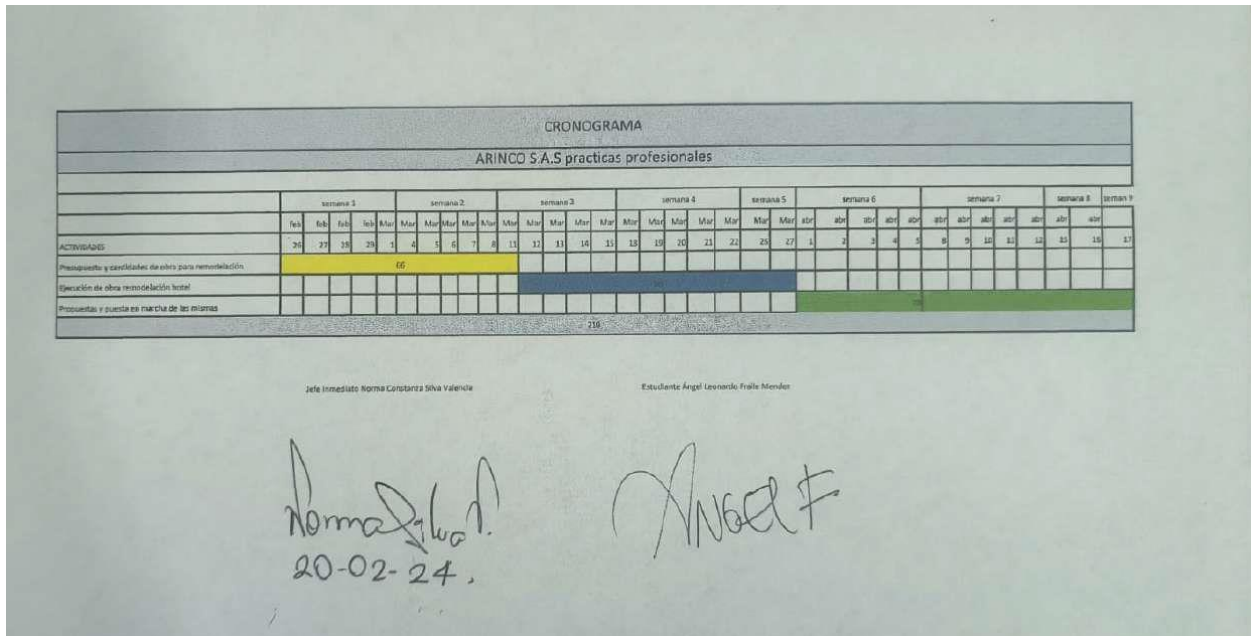 CRONOGRAMA
ARINCO S.A.S practicas profesionales
semana 1 semana 2 semana 3 semana 4 semana 5 semana 6 semana 7 semana 8 seman 9
feb feb feb feb Mar Mar Mar Mar Mar Mar Mar Mar Mar Mar Mar Mar Mar Mar Mar Mar Mar Mar abr abr abr abr abr abr abr abr abr abr abr abr
ACTIVIDADES 26 27 28 29 1 4 5 6 7 8 11 12 13 14 15 18 19 20 21 22 26 27 1 2 3 4 5 8 9 10 11 12 15 16 17
Presupuesto y cantidades de obra para remodelación 66
Ejecución de obra remodelación hotel
Propuestas y puesta en marcha de las mismas
210
Jefe Inmediato Norma Constanza Silva Valencia Estudiante Ángel Leonardo Fraile Mendez
Norma Silva V. ANGEL F
20-02-24.